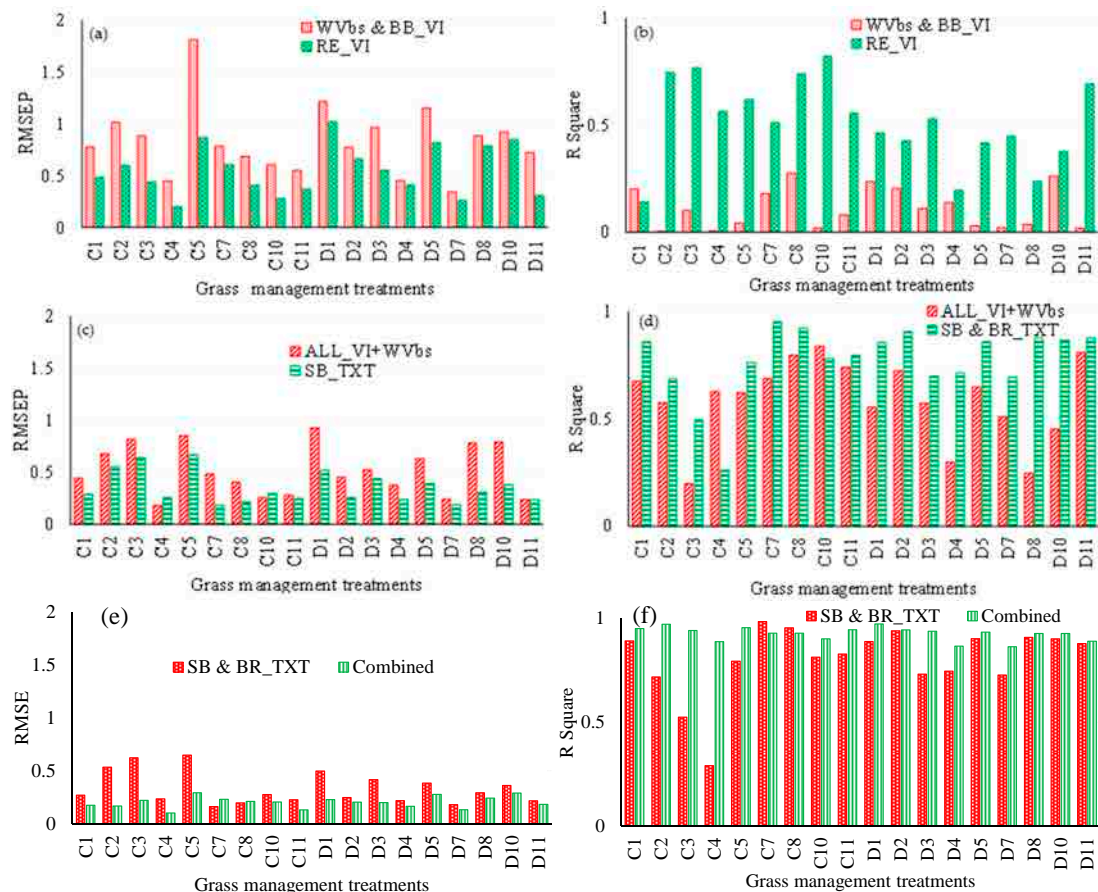 (a)
WVbs & BB_VI
RE_VI
2
1.5
1
0.5
0
RMSEP
C1 C2 C3 C4 C5 C7 C8 C10 C11 D1 D2 D3 D4 D5 D7 D8 D10 D11
Grass management treatments
(b)
WVbs & BB_VI
RE_VI
1
0.5
0
R Square
C1 C2 C3 C4 C5 C7 C8 C10 C11 D1 D2 D3 D4 D5 D7 D8 D10 D11
Grass management treatments
(c)
ALL_VI+WVbs
SB_TXT
2
1.5
1
0.5
0
RMSEP
C1 C2 C3 C4 C5 C7 C8 C10 C11 D1 D2 D3 D4 D5 D7 D8 D10 D11
Grass management treatments
(d)
ALL_VI+WVbs
SB & BR_TXT
1
0.5
0
R Square
C1 C2 C3 C4 C5 C7 C8 C10 C11 D1 D2 D3 D4 D5 D7 D8 D10 D11
Grass management treatments
(e)
SB & BR_TXT Combined
2
1.5
1
0.5
0
RMSE
C1 C2 C3 C4 C5 C7 C8 C10 C11 D1 D2 D3 D4 D5 D7 D8 D10 D11
Grass management treatments
(f)
SB & BR_TXT Combined
1
0.5
0
R Square
C1 C2 C3 C4 C5 C7 C8 C10 C11 D1 D2 D3 D4 D5 D7 D8 D10 D11
Grass management treatments